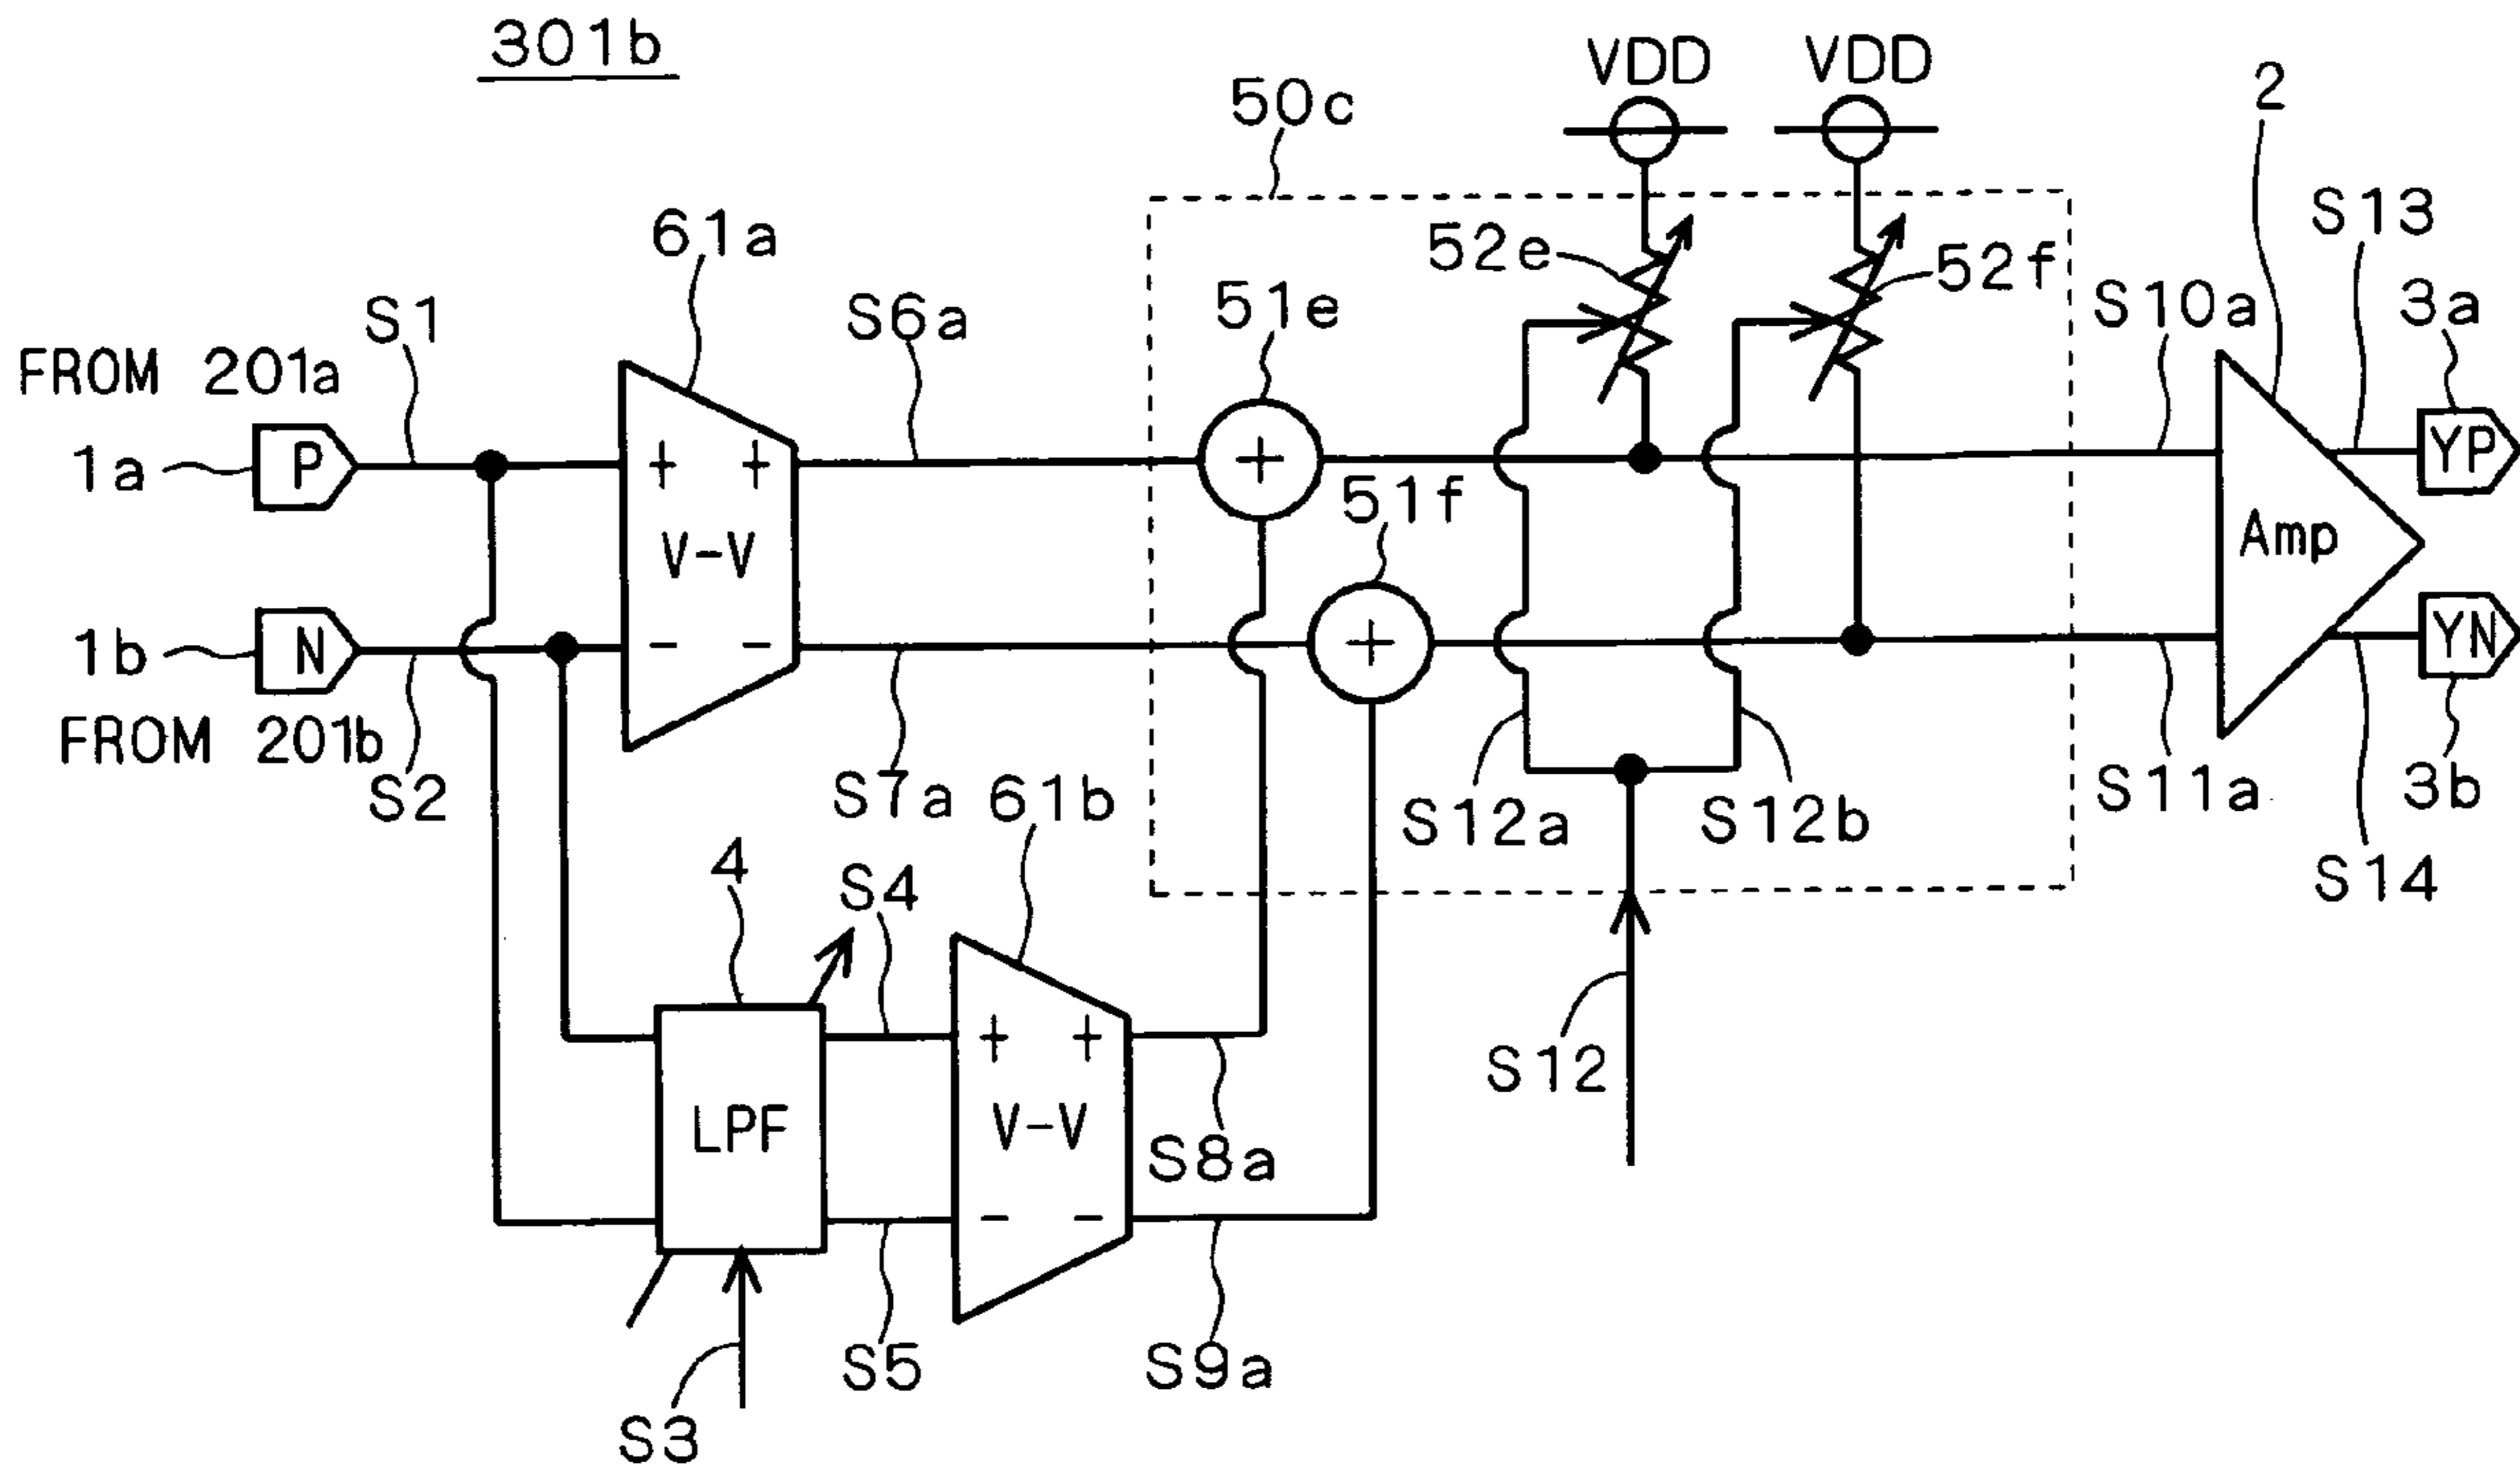 301b
VDD VDD
50c
2
61a
52e
52f
S13
S1
S6a
51e
S10a
3a
FROM 201a
1a
P
+ +
+
YP
51f
V-V
Amp
1b
N
- -
+
YN
FROM 201b
S2
S7a
61b
S12a
S12b
S11a
3b
4
S4
S14
+ +
S12
LPF
V-V
S8a
- -
S5
S9a
S3